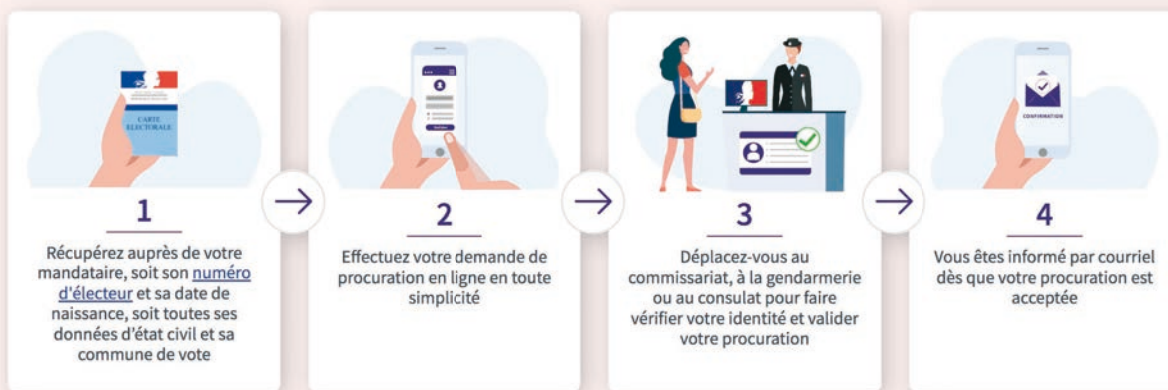 CARTE
ELECTORALE
1
Récupérez auprès de votre
mandataire, soit son numéro
d'électeur et sa date de
naissance, soit toutes ses
données d'état civil et sa
commune de vote
2
Effectuez votre demande de
procuration en ligne en toute
simplicité
3
Déplacez-vous au
commissariat, à la gendarmerie
ou au consulat pour faire
vérifier votre identité et valider
votre procuration
CONFIRMATION
4
Vous êtes informé par courriel
dès que votre procuration est
acceptée